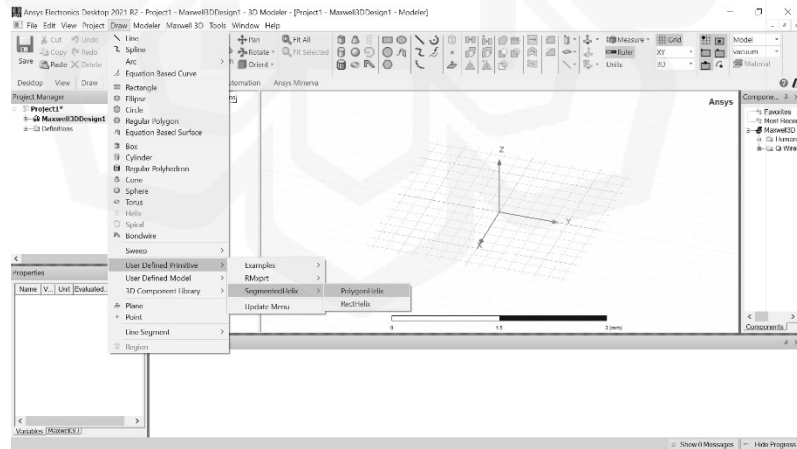 Ansys Electronics Desktop 2021 R2 - Project1 - Maxwell3DDesign1 - 3D Modeler - [Project1 - Maxwell3DDesign1 - Modeler]
File Edit View Project Draw Modeler Maxwell 3D Tools Window Help
Save
Cut Undo
Copy Redo
Paste Delete
Pan Fit All
Rotate Fit Selected
Orient
Measure Grid
Ruler
Units
XY
3D
Model
vacuum
Material
Desktop View Draw
Ansys Minerva
Project Manager
Project1*
Maxwell3DDesign1
Definitions
Line
Spline
Arc
Equation Based Curve
Rectangle
Ellipse
Circle
Regular Polygon
Equation Based Surface
Box
Cylinder
Regular Polyhedron
Cone
Sphere
Torus
Helix
Spiral
Bondwire
Sweep
User Defined Primitive
User Defined Model
3D Component Library
Plane
Point
Line Segment
Region
Examples
RMxprt
SegmentedHelix
Update Menu
PolygonHelix
RectHelix
Ansys
Z
Y
X
0
3 (mm)
Compone...
Favorites
Maxwell3D
Components
Properties
Name V... Unit Evaluated...
Variables
Show 0 Messages
Hide Progress